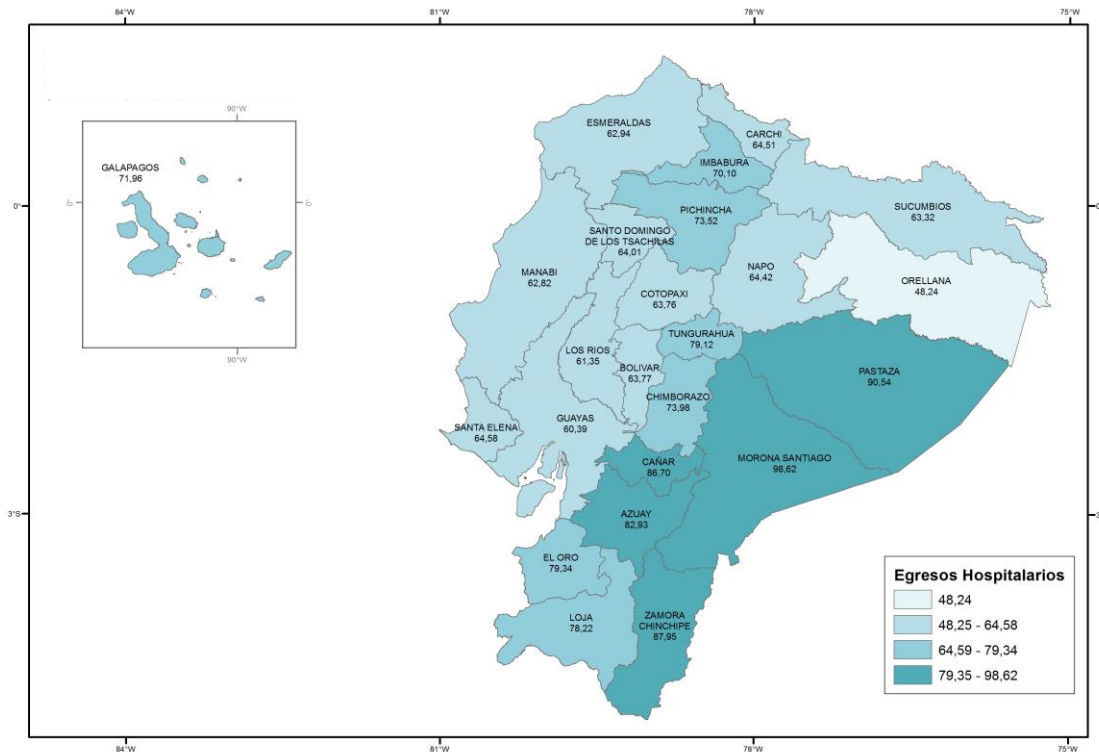 84°W
81°W
78°W
75°W
90°W
GALAPAGOS
71,96
0°
0°
90°W
ESMERALDAS
62,94
CARCHI
64,51
IMBABURA
70,10
0°
PICHINCHA
73,52
SUCUMBIOS
63,32
SANTO DOMINGO
DE LOS TSACHILAS
64,01
MANABI
62,82
NAPO
64,42
ORELLANA
48,24
COTOPAXI
63,76
TUNGURAHUA
79,12
LOS RIOS
61,35
BOLIVAR
63,77
PASTAZA
90,54
CHIMBORAZO
73,98
SANTA ELENA
64,58
GUAYAS
60,39
CAÑAR
86,70
MORONA SANTIAGO
98,62
3°S
AZUAY
82,93
EL ORO
79,34
LOJA
78,22
ZAMORA
CHINCHIPE
87,95
Egresos Hospitalarios
48,24
48,25 - 64,58
64,59 - 79,34
79,35 - 98,62
84°W
81°W
78°W
75°W